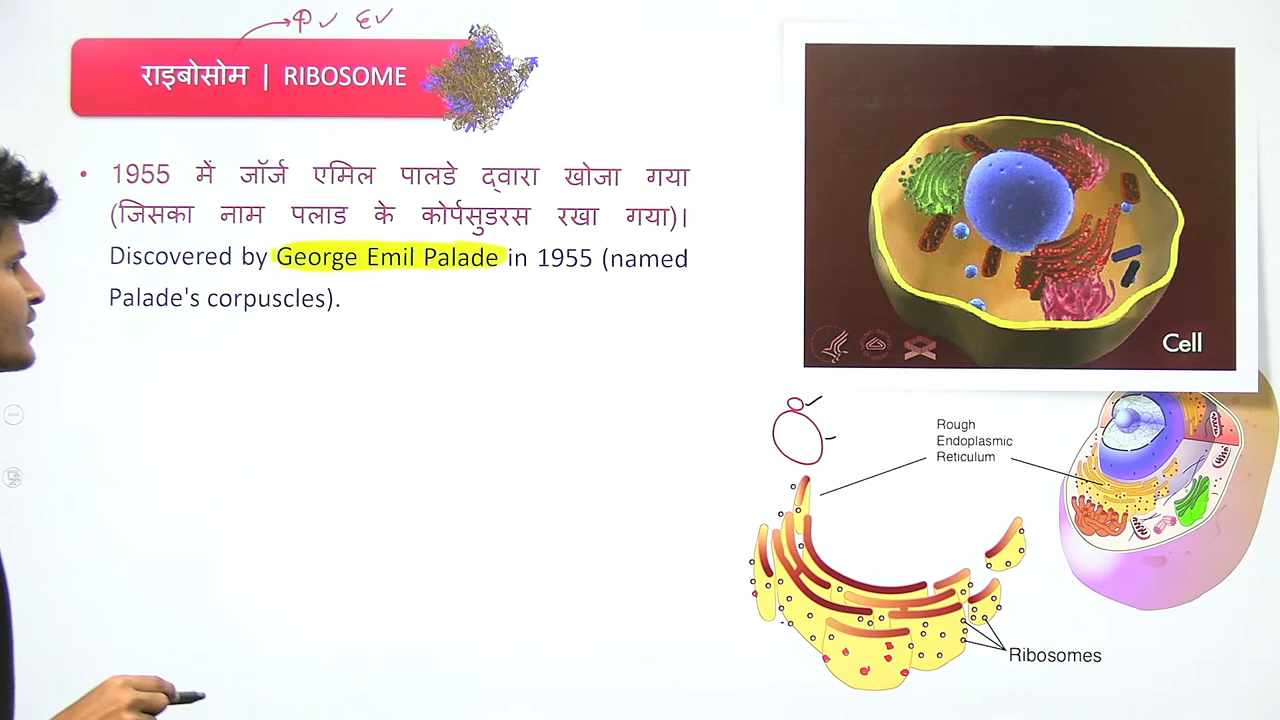 राइबोसोम | RIBOSOME
• 1955 में जॉर्ज एमिल पालडे द्वारा खोजा गया
(जिसका नाम पलाड के कोर्पसुडरस रखा गया)।
Discovered by George Emil Palade in 1955 (named
Palade's corpuscles).
Cell
Rough
Endoplasmic
Reticulum
Ribosomes